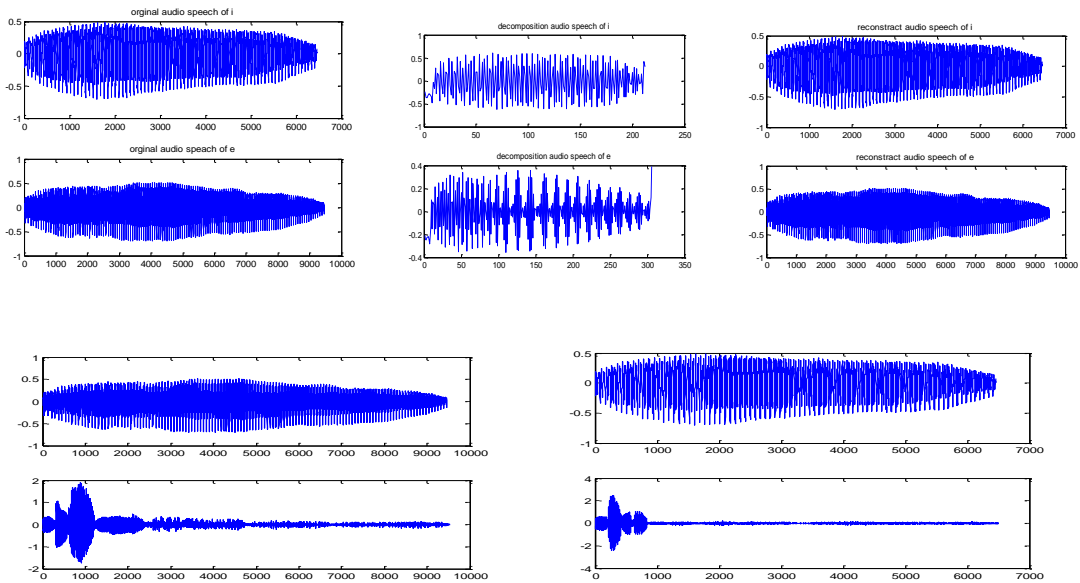 orginal audio speech of i
0.5
0
-0.5
-1
0 1000 2000 3000 4000 5000 6000 7000
decomposition audio speech of i
1
0.5
0
-0.5
-1
0 50 100 150 200 250
reconstract audio speech of i
0.5
0
-0.5
-1
0 1000 2000 3000 4000 5000 6000 7000
orginal audio speach of e
1
0.5
0
-0.5
-1
0 1000 2000 3000 4000 5000 6000 7000 8000 9000 10000
decomposition audio speech of e
0.4
0.2
0
-0.2
-0.4
0 50 100 150 200 250 300 350
reconstract audio speech of e
1
0.5
0
-0.5
-1
0 1000 2000 3000 4000 5000 6000 7000 8000 9000 10000
1
0.5
0
-0.5
-1
0 1000 2000 3000 4000 5000 6000 7000 8000 9000 10000
0.5
0
-0.5
-1
0 1000 2000 3000 4000 5000 6000 7000
2
1
0
-1
-2
0 1000 2000 3000 4000 5000 6000 7000 8000 9000 10000
4
2
0
-2
-4
0 1000 2000 3000 4000 5000 6000 7000